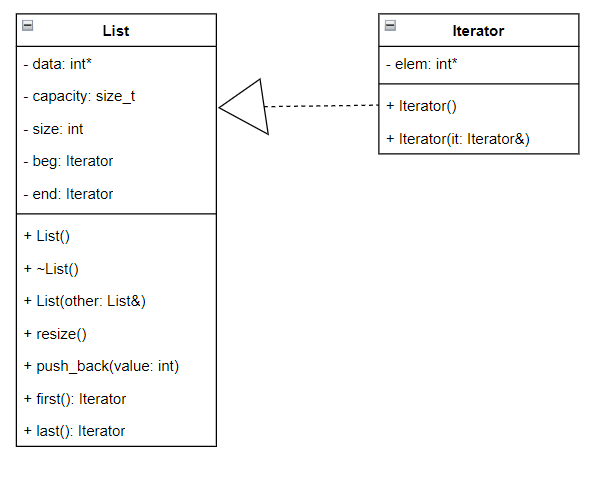 List
- data: int*
- capacity: size_t
- size: int
- beg: Iterator
- end: Iterator
+ List()
+ ~List()
+ List(other: List&)
+ resize()
+ push_back(value: int)
+ first(): Iterator
+ last(): Iterator
Iterator
- elem: int*
+ Iterator()
+ Iterator(it: Iterator&)